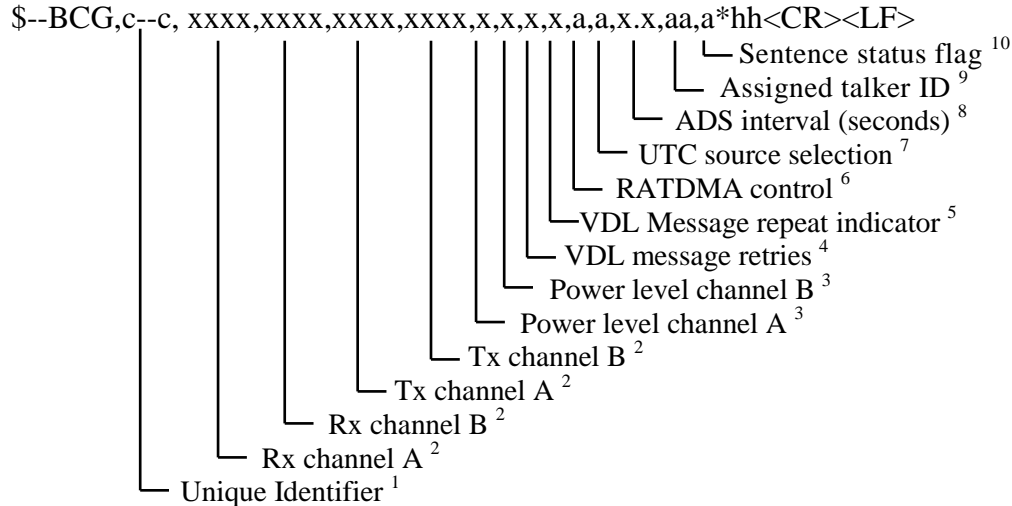 $--BCG,c--c, xxxx,xxxx,xxxx,xxxx,x,x,x,x,a,a,x.x,aa,a*hh<CR><LF>
Sentence status flag 10
Assigned talker ID 9
ADS interval (seconds) 8
UTC source selection 7
RATDMA control 6
VDL Message repeat indicator 5
VDL message retries 4
Power level channel B 3
Power level channel A 3
Tx channel B 2
Tx channel A 2
Rx channel B 2
Rx channel A 2
Unique Identifier 1